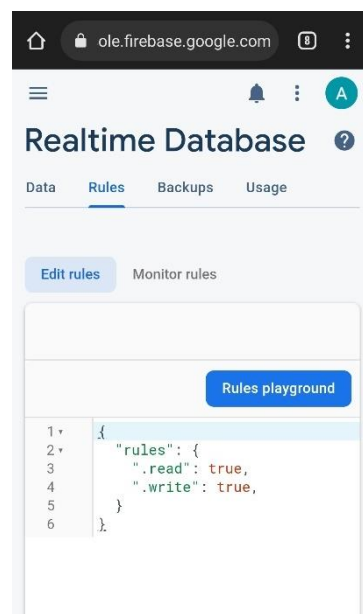 ole.firebase.google.com 8
A
Realtime Database ?
Data Rules Backups Usage
Edit rules Monitor rules
Rules playground
1 {
2 "rules": {
3 ".read": true,
4 ".write": true,
5 }
6 }